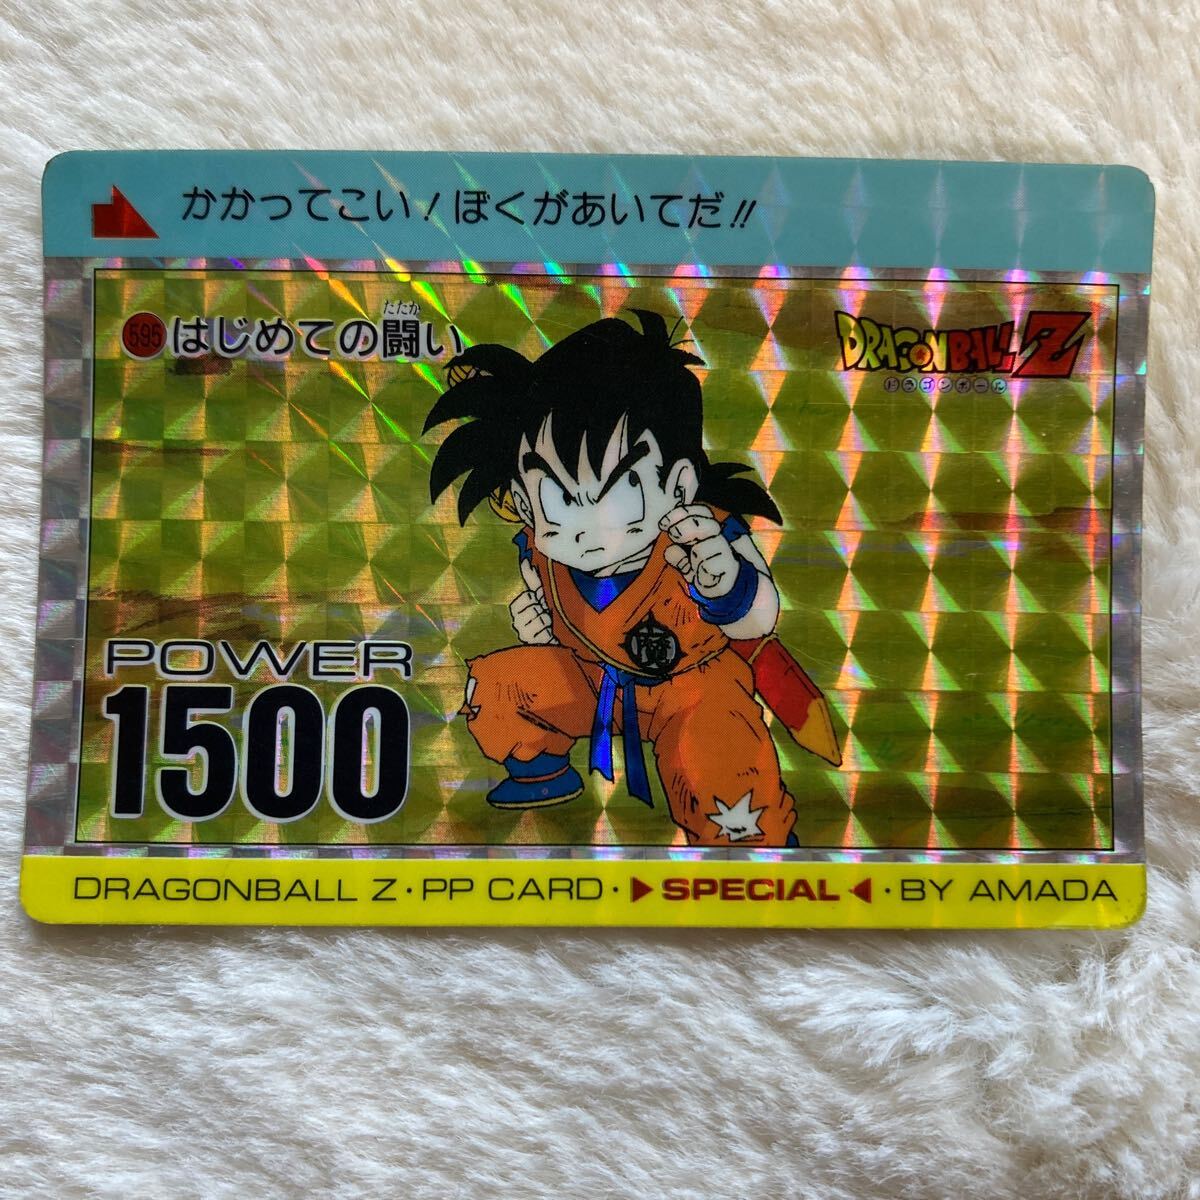 かかってこい！ぼくがあいてだ!!
595 はじめての闘い
たたか
DRAGONBALL Z
ドラゴンボール
魔
POWER
1500
DRAGONBALL Z・PP CARD・▶SPECIAL◀・BY AMADA